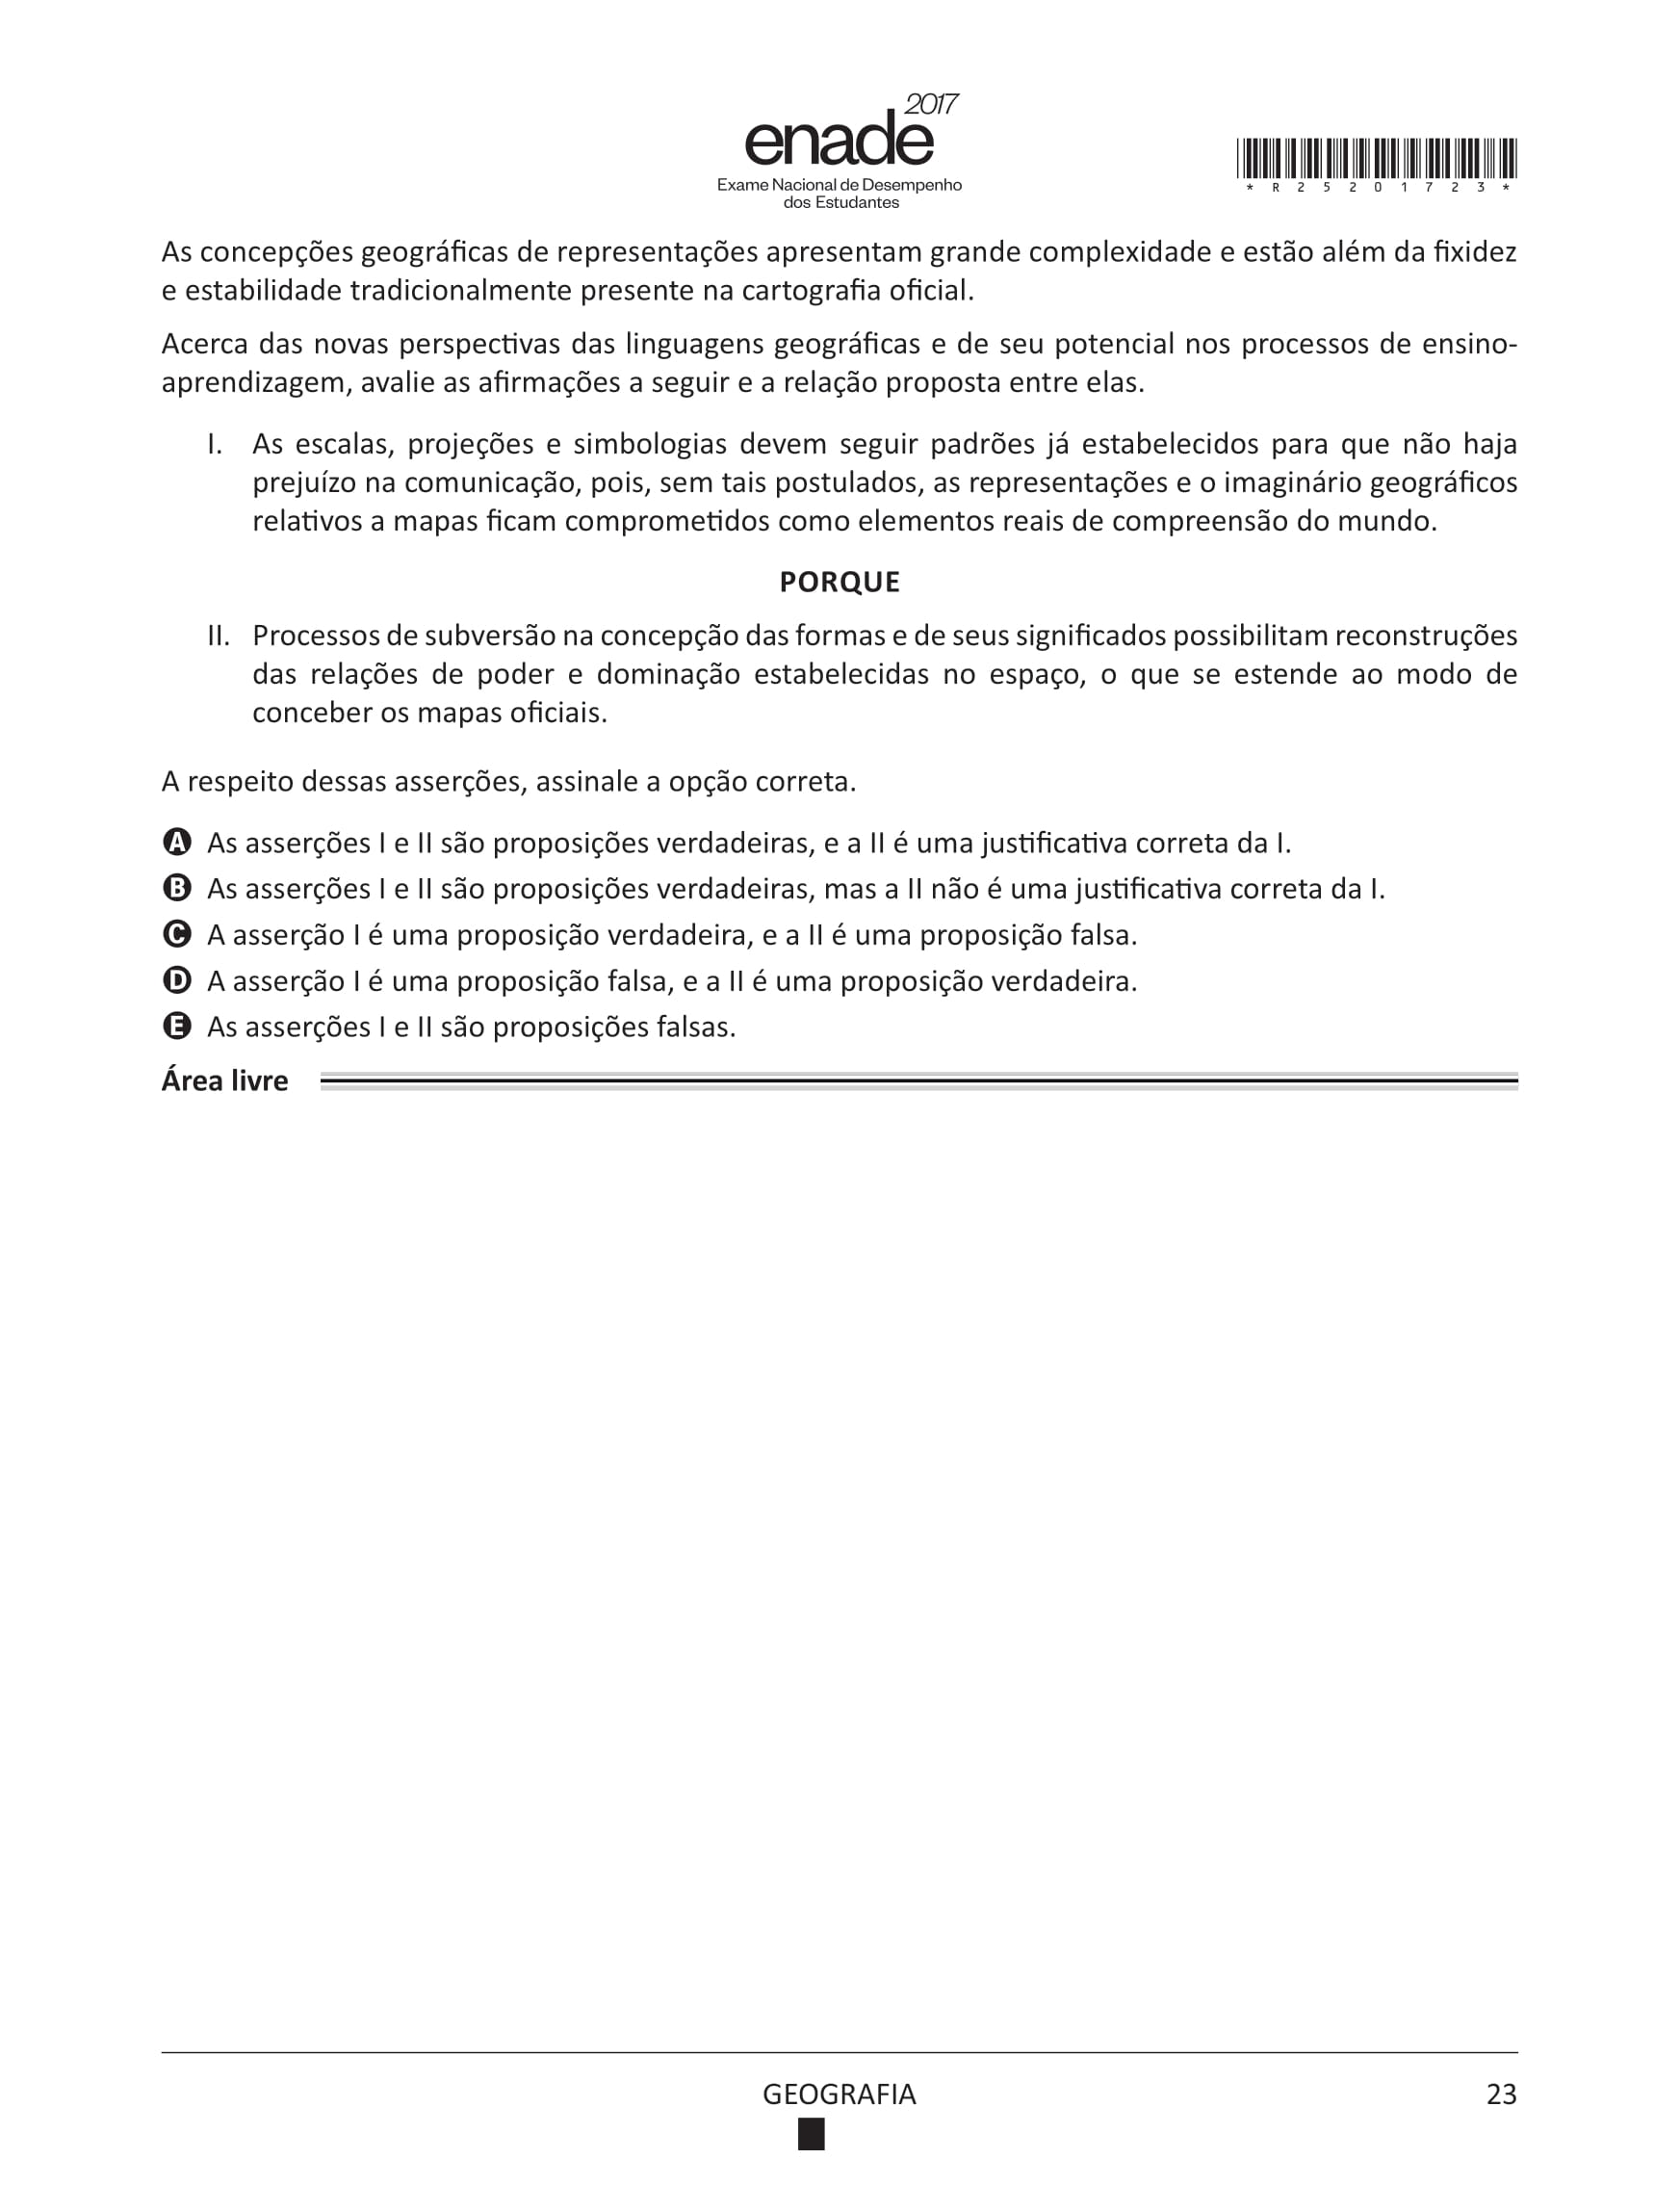 2017
enade
Exame Nacional de Desempenho
dos Estudantes
* R 2 5 2 0 1 7 2 3 *
As concepções geográficas de representações apresentam grande complexidade e estão além da fixidez
e estabilidade tradicionalmente presente na cartografia oficial.
Acerca das novas perspectivas das linguagens geográficas e de seu potencial nos processos de ensino-
aprendizagem, avalie as afirmações a seguir e a relação proposta entre elas.
I. As escalas, projeções e simbologias devem seguir padrões já estabelecidos para que não haja
prejuízo na comunicação, pois, sem tais postulados, as representações e o imaginário geográficos
relativos a mapas ficam comprometidos como elementos reais de compreensão do mundo.
PORQUE
II. Processos de subversão na concepção das formas e de seus significados possibilitam reconstruções
das relações de poder e dominação estabelecidas no espaço, o que se estende ao modo de
conceber os mapas oficiais.
A respeito dessas asserções, assinale a opção correta.
A As asserções I e II são proposições verdadeiras, e a II é uma justificativa correta da I.
B As asserções I e II são proposições verdadeiras, mas a II não é uma justificativa correta da I.
C A asserção I é uma proposição verdadeira, e a II é uma proposição falsa.
D A asserção I é uma proposição falsa, e a II é uma proposição verdadeira.
E As asserções I e II são proposições falsas.
Área livre
GEOGRAFIA
23